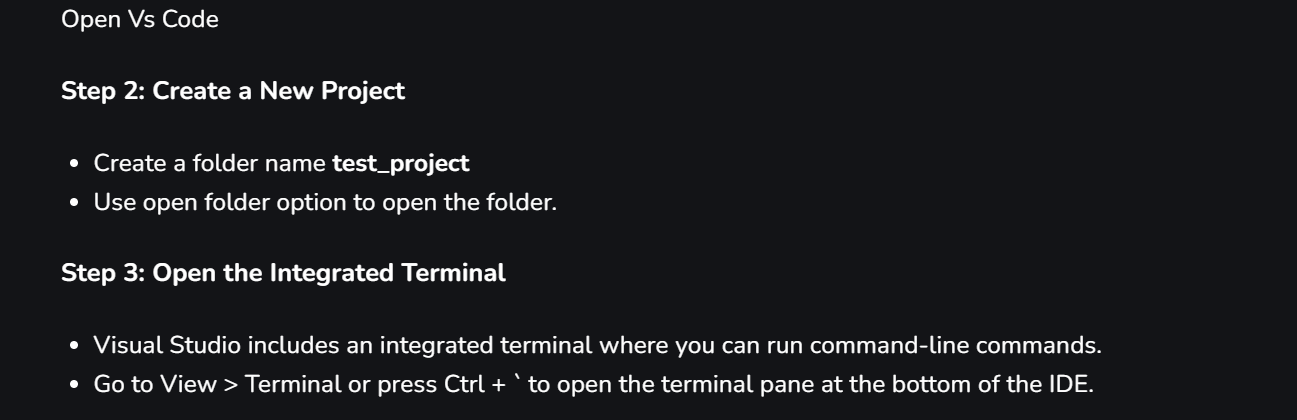 Open Vs Code
Step 2: Create a New Project
• Create a folder name test_project
• Use open folder option to open the folder.
Step 3: Open the Integrated Terminal
• Visual Studio includes an integrated terminal where you can run command-line commands.
• Go to View > Terminal or press Ctrl + ` to open the terminal pane at the bottom of the IDE.